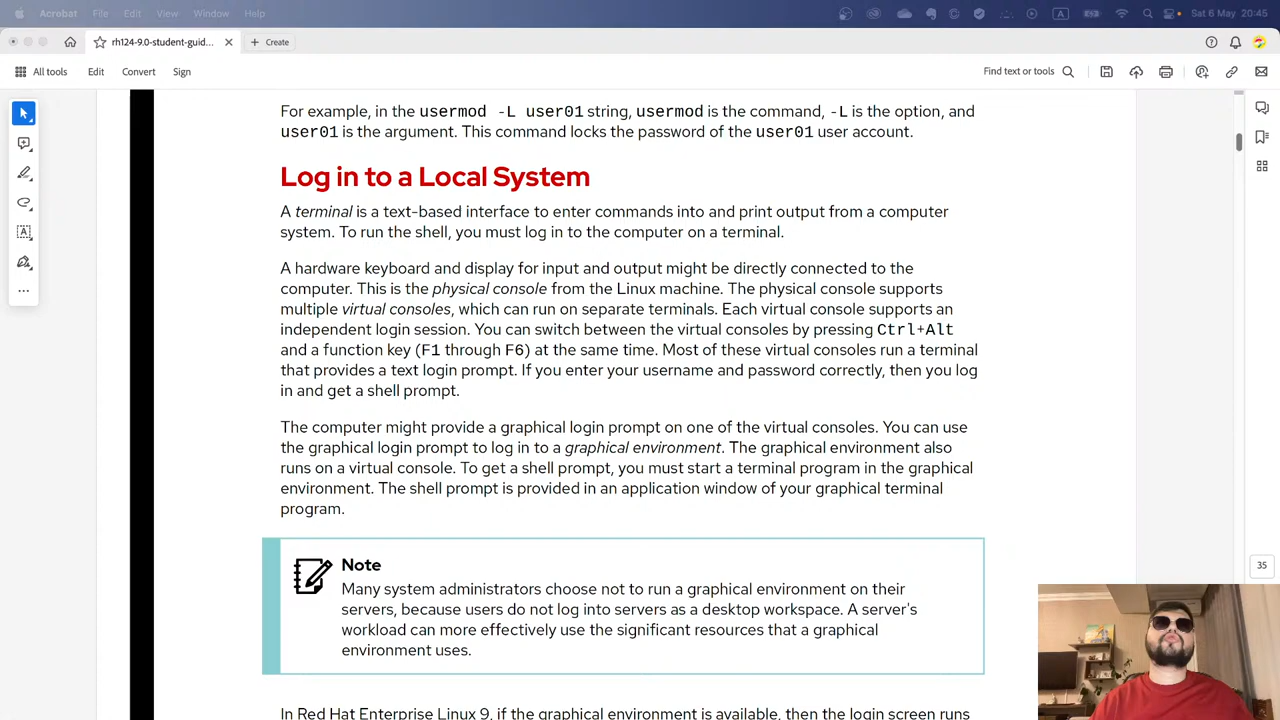 Acrobat File Edit View Window Help
A
Sat 6 May 20:45
rh124-9.0-student-guid...
Create
All tools Edit Convert Sign
Find text or tools
For example, in the usermod -L user01 string, usermod is the command, -L is the option, and
user01 is the argument. This command locks the password of the user01 user account.
Log in to a Local System
A terminal is a text-based interface to enter commands into and print output from a computer
system. To run the shell, you must log in to the computer on a terminal.
A hardware keyboard and display for input and output might be directly connected to the
computer. This is the physical console from the Linux machine. The physical console supports
multiple virtual consoles, which can run on separate terminals. Each virtual console supports an
independent login session. You can switch between the virtual consoles by pressing Ctrl+Alt
and a function key (F1 through F6) at the same time. Most of these virtual consoles run a terminal
that provides a text login prompt. If you enter your username and password correctly, then you log
in and get a shell prompt.
The computer might provide a graphical login prompt on one of the virtual consoles. You can use
the graphical login prompt to log in to a graphical environment. The graphical environment also
runs on a virtual console. To get a shell prompt, you must start a terminal program in the graphical
environment. The shell prompt is provided in an application window of your graphical terminal
program.
Note
Many system administrators choose not to run a graphical environment on their
servers, because users do not log into servers as a desktop workspace. A server's
workload can more effectively use the significant resources that a graphical
environment uses.
35
In Red Hat Enterprise Linux 9, if the graphical environment is available, then the login screen runs